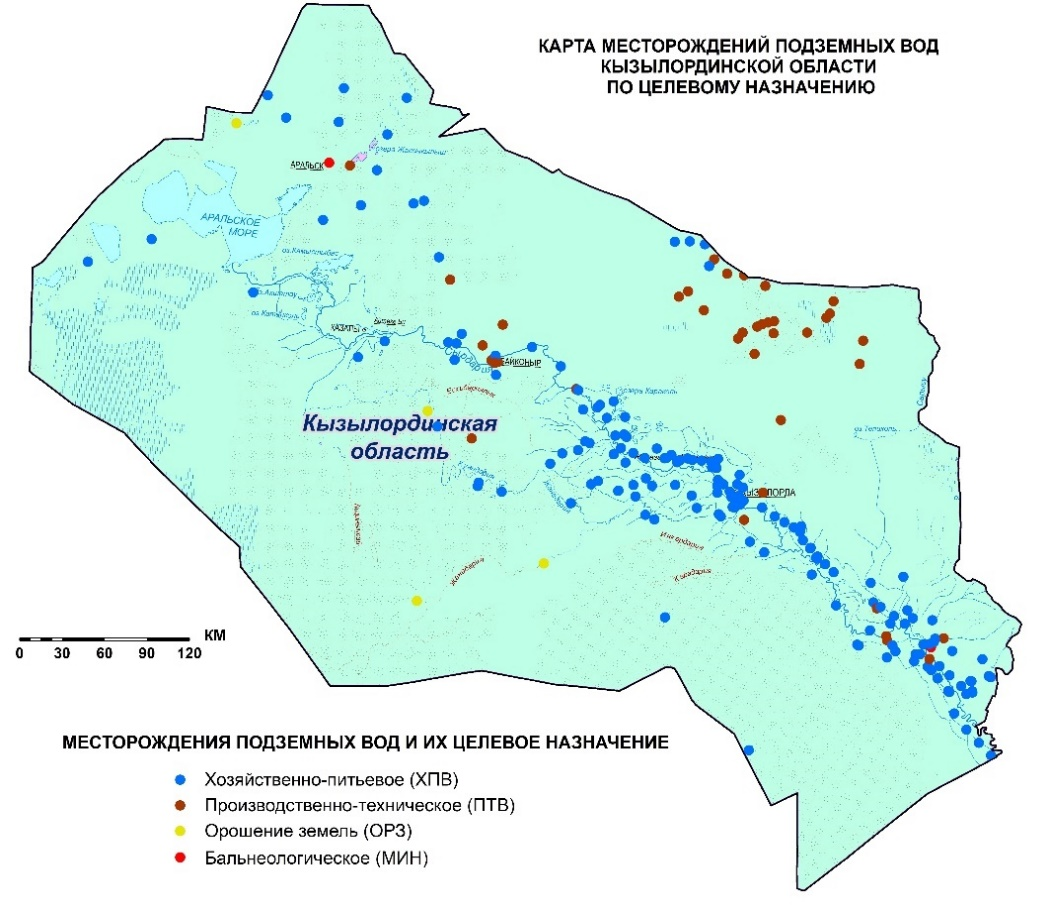 КАРТА МЕСТОРОЖДЕНИЙ ПОДЗЕМНЫХ ВОД
КЫЗЫЛОРДИНСКОЙ ОБЛАСТИ
ПО ЦЕЛЕВОМУ НАЗНАЧЕНИЮ
АРАЛЬСК
АРАЛЬСКОЕ
МОРЕ
БАЙКОНЫР
Кызылординская
область
КМ
0 30 60 90 120
МЕСТОРОЖДЕНИЯ ПОДЗЕМНЫХ ВОД И ИХ ЦЕЛЕВОЕ НАЗНАЧЕНИЕ
Хозяйственно-питьевое (ХПВ)
Производственно-техническое (ПТВ)
Орошение земель (ОРЗ)
Бальнеологическое (МИН)